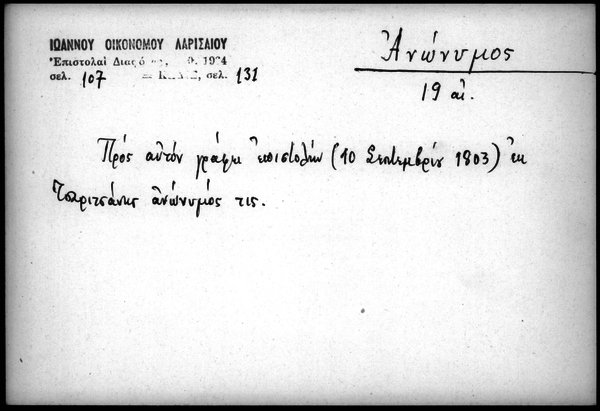 ΙΩΑΝΝΟΥ ΟΙΚΟΝΟΜΟΥ ΛΑΡΙΣΑΙΟΥ
Ἐπιστολαὶ
σελ. 107 σελ. 131
Ἀνώνυμος
19 αἰ.
Πρὸς αὐτὸν γράφει ἐπιστολὴν (10 Σεπτεμβρίου 1803) ἐκ
Τσαριτσάνης ἀνώνυμός τις.